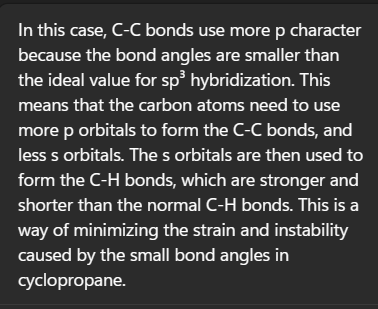 In this case, C-C bonds use more p character
because the bond angles are smaller than
the ideal value for sp³ hybridization. This
means that the carbon atoms need to use
more p orbitals to form the C-C bonds, and
less s orbitals. The s orbitals are then used to
form the C-H bonds, which are stronger and
shorter than the normal C-H bonds. This is a
way of minimizing the strain and instability
caused by the small bond angles in
cyclopropane.